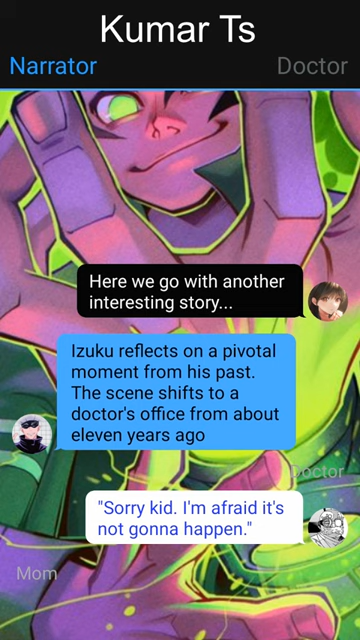 Kumar Ts
Narrator
Doctor
Here we go with another
interesting story...
Izuku reflects on a pivotal
moment from his past.
The scene shifts to a
doctor's office from about
eleven years ago
Doctor
"Sorry kid. I'm afraid it's
not gonna happen."
Mom